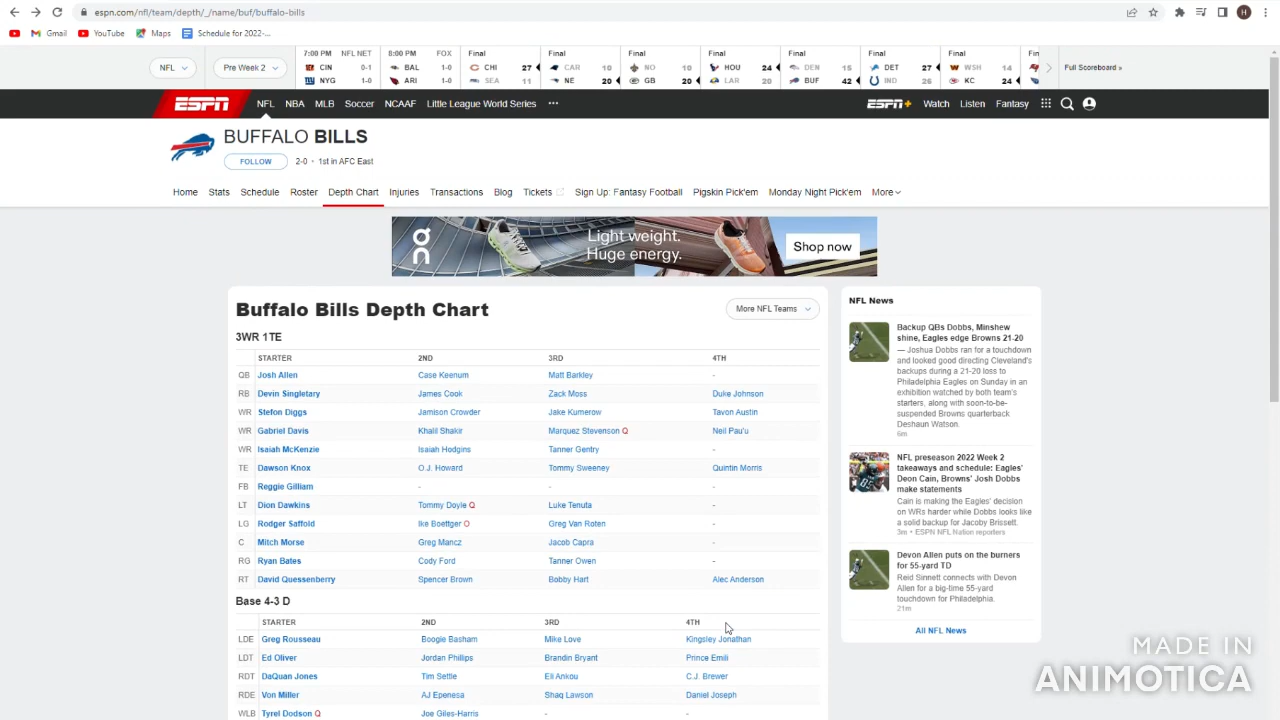 espn.com/nfl/team/depth/_/name/buf/buffalo-bills
Gmail YouTube Maps Schedule for 2022-...
NFL Pre Week 2
7:00 PM NFL NET
CIN 0-1
NYG 1-0
8:00 PM FOX
BAL 1-0
ARI 1-0
Final
CHI 27
SEA 11
Final
CAR 10
NE 20
Final
NO 10
GB 20
Final
HOU 24
LAR 20
Final
DEN 15
BUF 42
Final
DET 27
IND 26
Final
WSH 14
KC 24
Full Scoreboard »
ESPN NFL NBA MLB Soccer NCAAF Little League World Series ••• ESPN+ Watch Listen Fantasy
BUFFALO BILLS
FOLLOW 2-0 • 1st in AFC East
Home Stats Schedule Roster Depth Chart Injuries Transactions Blog Tickets Sign Up: Fantasy Football Pigskin Pick'em Monday Night Pick'em More
Light weight.
Huge energy.
Shop now
Buffalo Bills Depth Chart
More NFL Teams
3WR 1TE
STARTER 2ND 3RD 4TH
QB Josh Allen Case Keenum Matt Barkley -
RB Devin Singletary James Cook Zack Moss Duke Johnson
WR Stefon Diggs Jamison Crowder Jake Kumerow Tavon Austin
WR Gabriel Davis Khalil Shakir Marquez Stevenson Q Neil Pau'u
WR Isaiah McKenzie Isaiah Hodgins Tanner Gentry -
TE Dawson Knox O.J. Howard Tommy Sweeney Quintin Morris
FB Reggie Gilliam - - -
LT Dion Dawkins Tommy Doyle Q Luke Tenuta -
LG Rodger Saffold Ike Boettger O Greg Van Roten -
C Mitch Morse Greg Mancz Jacob Capra -
RG Ryan Bates Cody Ford Tanner Owen -
RT David Quessenberry Spencer Brown Bobby Hart Alec Anderson
Base 4-3 D
STARTER 2ND 3RD 4TH
LDE Greg Rousseau Boogie Basham Mike Love Kingsley Jonathan
LDT Ed Oliver Jordan Phillips Brandin Bryant Prince Emili
RDT DaQuan Jones Tim Settle Eli Ankou C.J. Brewer
RDE Von Miller AJ Epenesa Shaq Lawson Daniel Joseph
WLB Tyrel Dodson Q Joe Giles-Harris - -
NFL News
Backup QBs Dobbs, Minshew
shine, Eagles edge Browns 21-20
— Joshua Dobbs ran for a touchdown
and looked good directing Cleveland's
backups during a 21-20 loss to
Philadelphia Eagles on Sunday in an
exhibition watched by both team's
starters, along with soon-to-be-
suspended Browns quarterback
Deshaun Watson.
6m
NFL preseason 2022 Week 2
takeaways and schedule: Eagles'
Deon Cain, Browns' Josh Dobbs
make statements
Cain is making the Eagles' decision
on WRs harder while Dobbs looks like
a solid backup for Jacoby Brissett.
3m • ESPN NFL Nation reporters
Devon Allen puts on the burners
for 55-yard TD
Reid Sinnett connects with Devon
Allen for a big-time 55-yard
touchdown for Philadelphia.
21m
All NFL News
MADE IN
ANIMOTICA